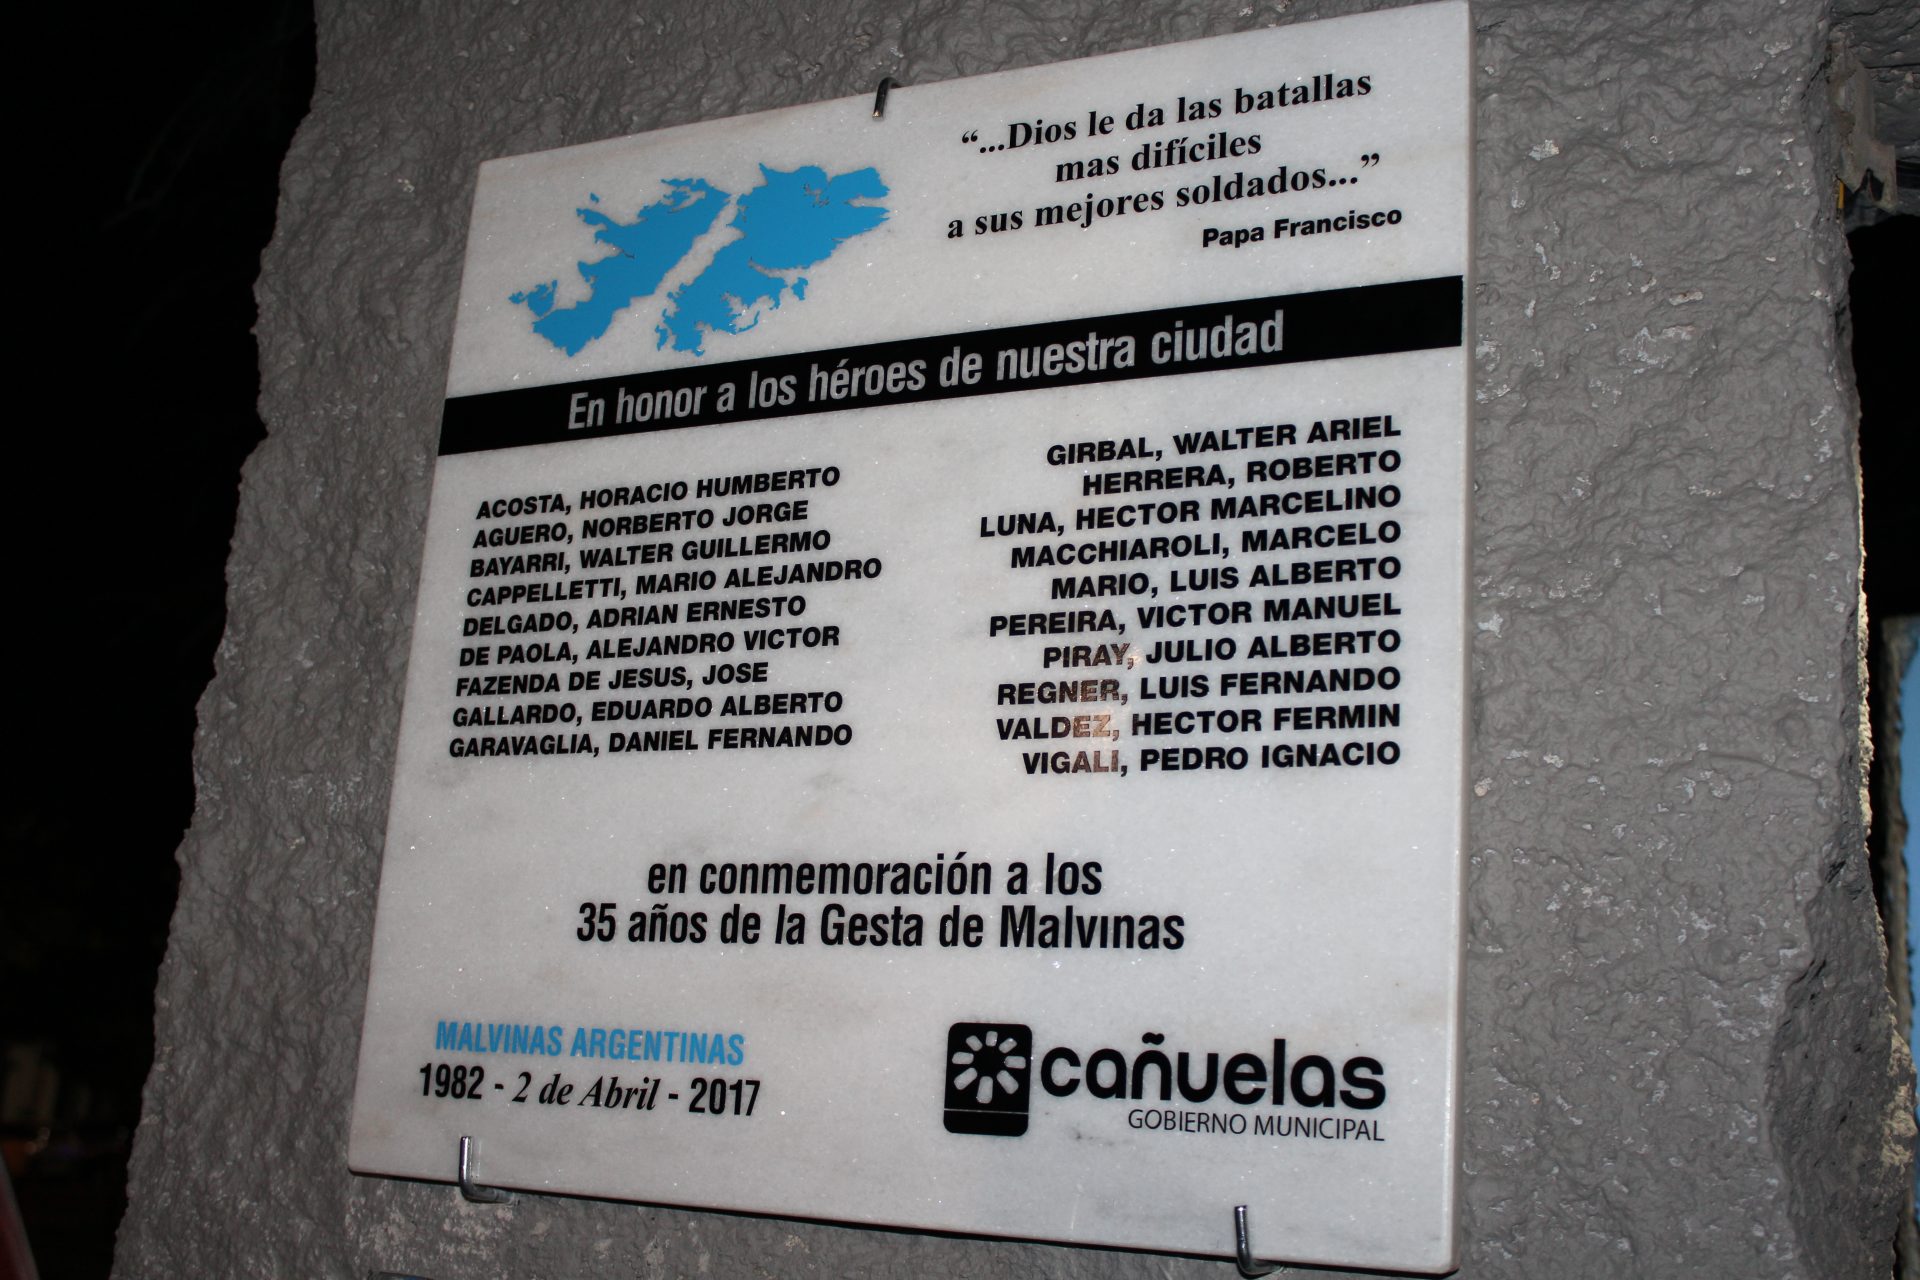 “...Dios le da las batallas
mas difíciles
a sus mejores soldados...”
Papa Francisco
En honor a los héroes de nuestra ciudad
ACOSTA, HORACIO HUMBERTO
AGUERO, NORBERTO JORGE
BAYARRI, WALTER GUILLERMO
CAPPELLETTI, MARIO ALEJANDRO
DELGADO, ADRIAN ERNESTO
DE PAOLA, ALEJANDRO VICTOR
FAZENDA DE JESUS, JOSE
GALLARDO, EDUARDO ALBERTO
GARAVAGLIA, DANIEL FERNANDO
GIRBAL, WALTER ARIEL
HERRERA, ROBERTO
LUNA, HECTOR MARCELINO
MACCHIAROLI, MARCELO
MARIO, LUIS ALBERTO
PEREIRA, VICTOR MANUEL
PIRAY, JULIO ALBERTO
REGNER, LUIS FERNANDO
VALDEZ, HECTOR FERMIN
VIGALI, PEDRO IGNACIO
en conmemoración a los
35 años de la Gesta de Malvinas
MALVINAS ARGENTINAS
1982 - 2 de Abril - 2017
cañuelas
GOBIERNO MUNICIPAL